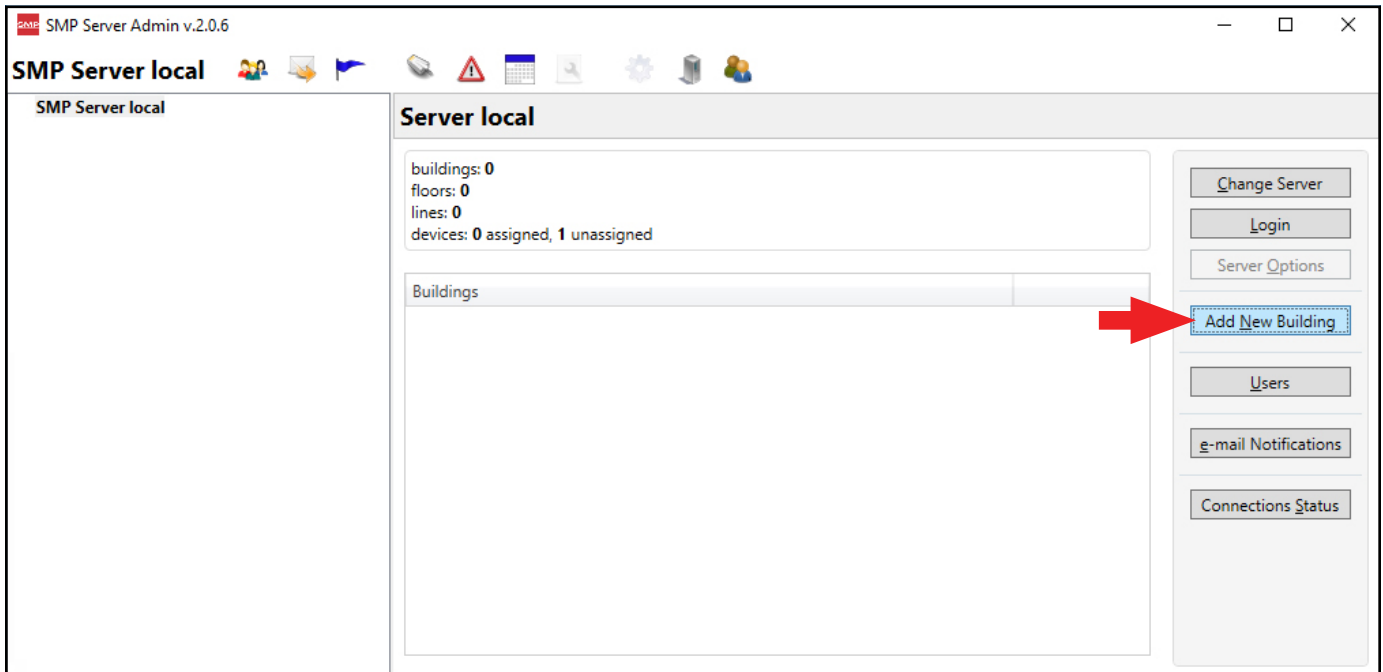 SMP SMP Server Admin v.2.0.6
SMP Server local
SMP Server local
Server local
buildings: 0
floors: 0
lines: 0
devices: 0 assigned, 1 unassigned
Buildings
Change Server
Login
Server Options
Add New Building
Users
e-mail Notifications
Connections Status